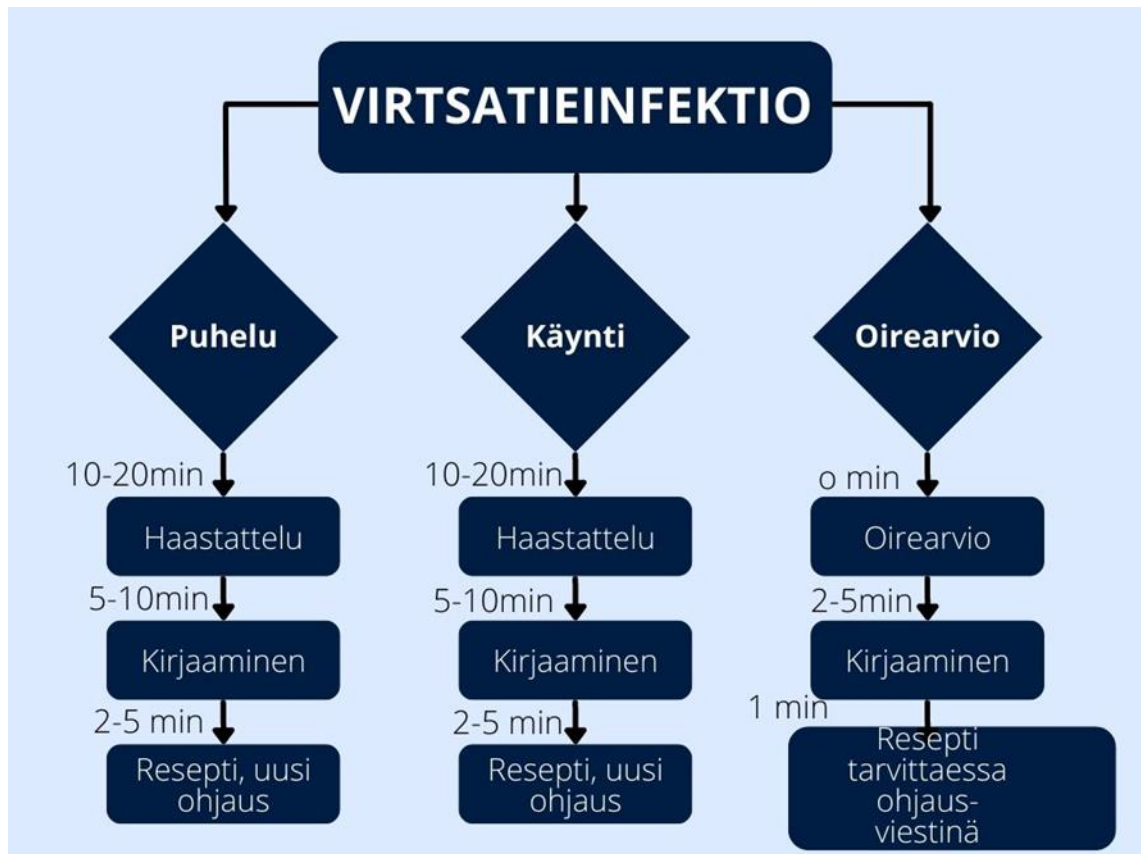 VIRTSATIEINFEKTIO
Puhelu
Käynti
Oirearvio
10-20min
10-20min
o min
Haastattelu
Haastattelu
Oirearvio
5-10min
5-10min
2-5min
Kirjaaminen
Kirjaaminen
Kirjaaminen
2-5 min
2-5 min
1 min
Resepti, uusi
ohjaus
Resepti, uusi
ohjaus
Resepti
tarvittaessa
ohjaus-
viestinä